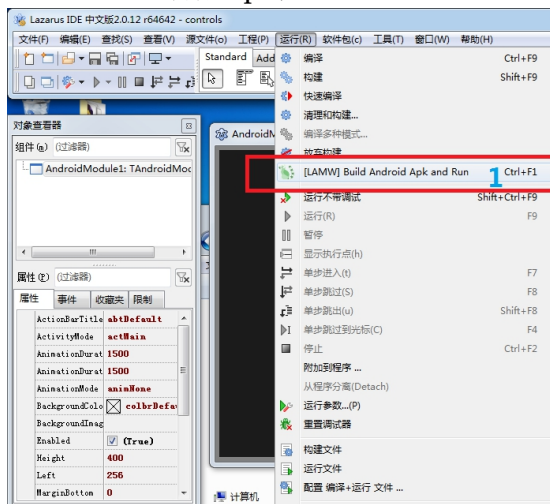 Lazarus IDE 中文版2.0.12 r64642 - controls
文件(F) 编辑(E) 查找(S) 查看(V) 源文件(o) 工程(P) 运行(R) 软件包(c) 工具(T) 窗口(W) 帮助(H)
Standard Add
编译 Ctrl+F9
构建 Shift+F9
快速编译
清理和构建...
编译多种模式...
放弃构建
[LAMW] Build Android Apk and Run Ctrl+F1
1
运行不带调试 Shift+Ctrl+F9
运行(R) F9
暂停
显示执行点(h)
单步进入(t) F7
单步跳过(S) F8
单步跳出(u) Shift+F8
单步跳过到光标(C) F4
停止 Ctrl+F2
附加到程序 ...
从程序分离(Detach)
运行参数...(P)
重置调试器
构建文件
运行文件
配置 编译+运行 文件 ...
对象查看器
组件(m) (过滤器)
AndroidModule1: TAndroidMod
AndroidM
属性(P) (过滤器)
属性 事件 收藏夹 限制
ActionBarTitle abtDefault
ActivityMode actMain
AnimationDurat 1500
AnimationDurat 1500
AnimationMode animNone
BackgroundColo colbrDefau
BackgroundImag
Enabled (True)
Height 400
Left 256
MarginBottom 0
计算机